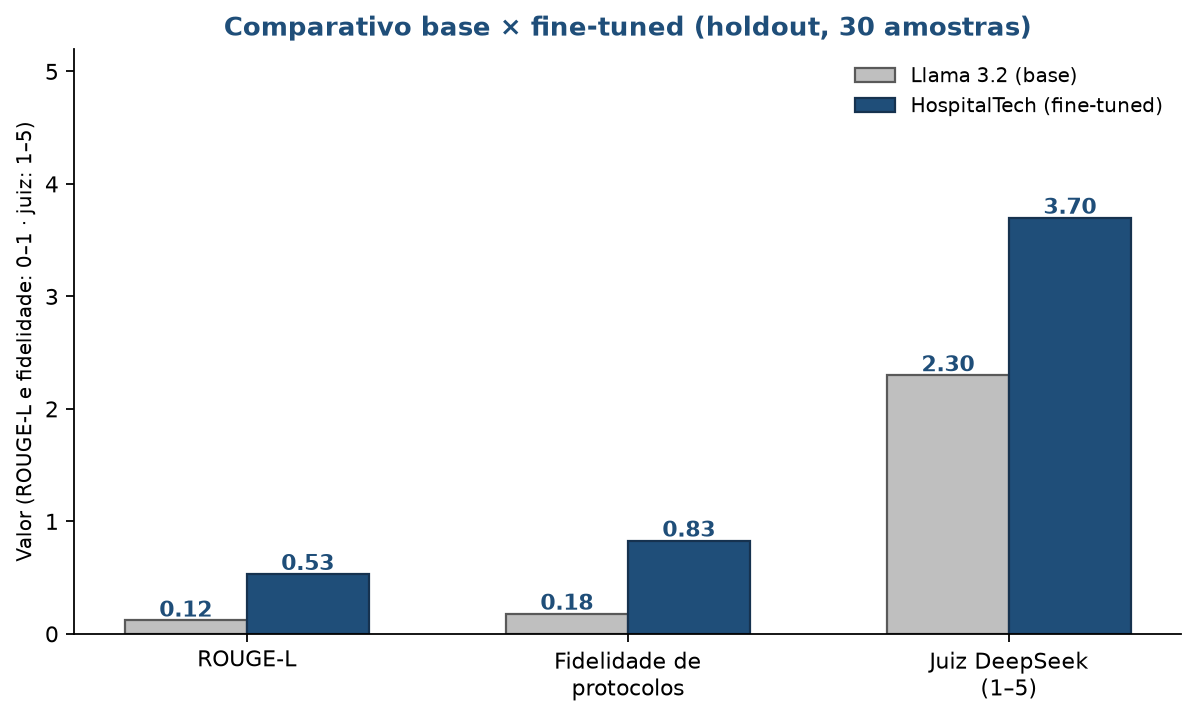 Comparativo base × fine-tuned (holdout, 30 amostras)
Llama 3.2 (base)
HospitalTech (fine-tuned)
Valor (ROUGE-L e fidelidade: 0–1 · juiz: 1–5)
5
4
3
2
1
0
0.12
0.53
0.18
0.83
2.30
3.70
ROUGE-L
Fidelidade de
protocolos
Juiz DeepSeek
(1–5)